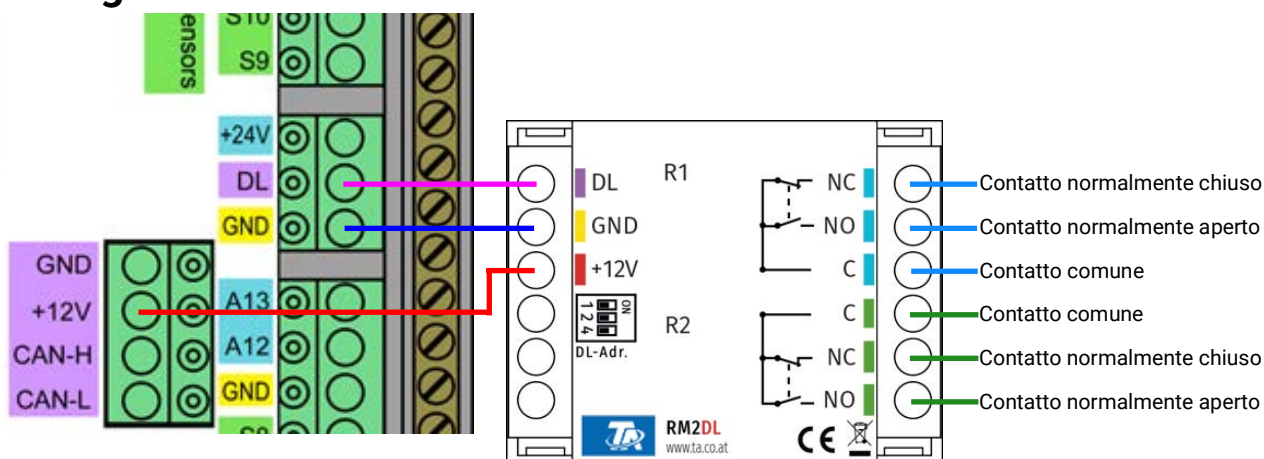 ensors
S10
S9
+24V
DL
GND
GND
+12V
CAN-H
CAN-L
A13
A12
GND
S8
DL
GND
+12V
ON
1 2 4
DL-Adr.
R1
R2
NC
NO
C
C
NC
NO
TA
RM2DL
www.ta.co.at
CE
Contatto normalmente chiuso
Contatto normalmente aperto
Contatto comune
Contatto comune
Contatto normalmente chiuso
Contatto normalmente aperto